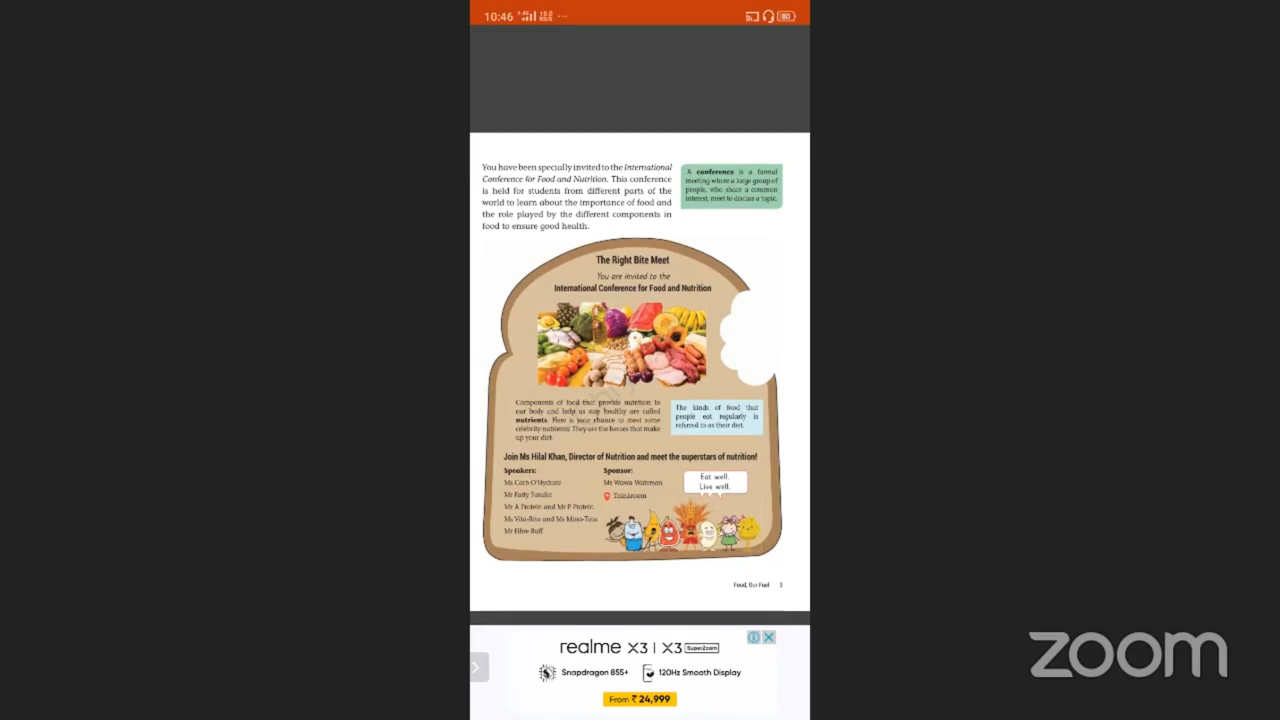 10:46
You have been specially invited to the International
Conference for Food and Nutrition. This conference
is held for students from different parts of the
world to learn about the importance of food and
the role played by the different components in
food to ensure good health.
A conference is a formal
meeting where a large group of
people, who share a common
interest, meet to discuss a topic.
The Right Bite Meet
You are invited to the
International Conference for Food and Nutrition
Components of food that provide nutrition to
our body and help us stay healthy are called
nutrients. Here is your chance to meet some
celebrity nutrients! They are the heroes that make
up your diet.
The kinds of food that
people eat regularly is
referred to as their diet.
Join Ms Hilal Khan, Director of Nutrition and meet the superstars of nutrition!
Speakers:
Ms Carb O'Hydrate
Mr Fatty Fatafat
Ms A Protein and Mr P Protein
Ms Vita-Rita and Ms Mina-Tina
Mr Fibre Buff
Sponsor:
Ms Wawa Waterson
Thinkroom
Eat well.
Live well.
Food, Our Fuel 3
realme X3 | X3 SuperZoom
Snapdragon 855+
120Hz Smooth Display
From ₹ 24,999
zoom